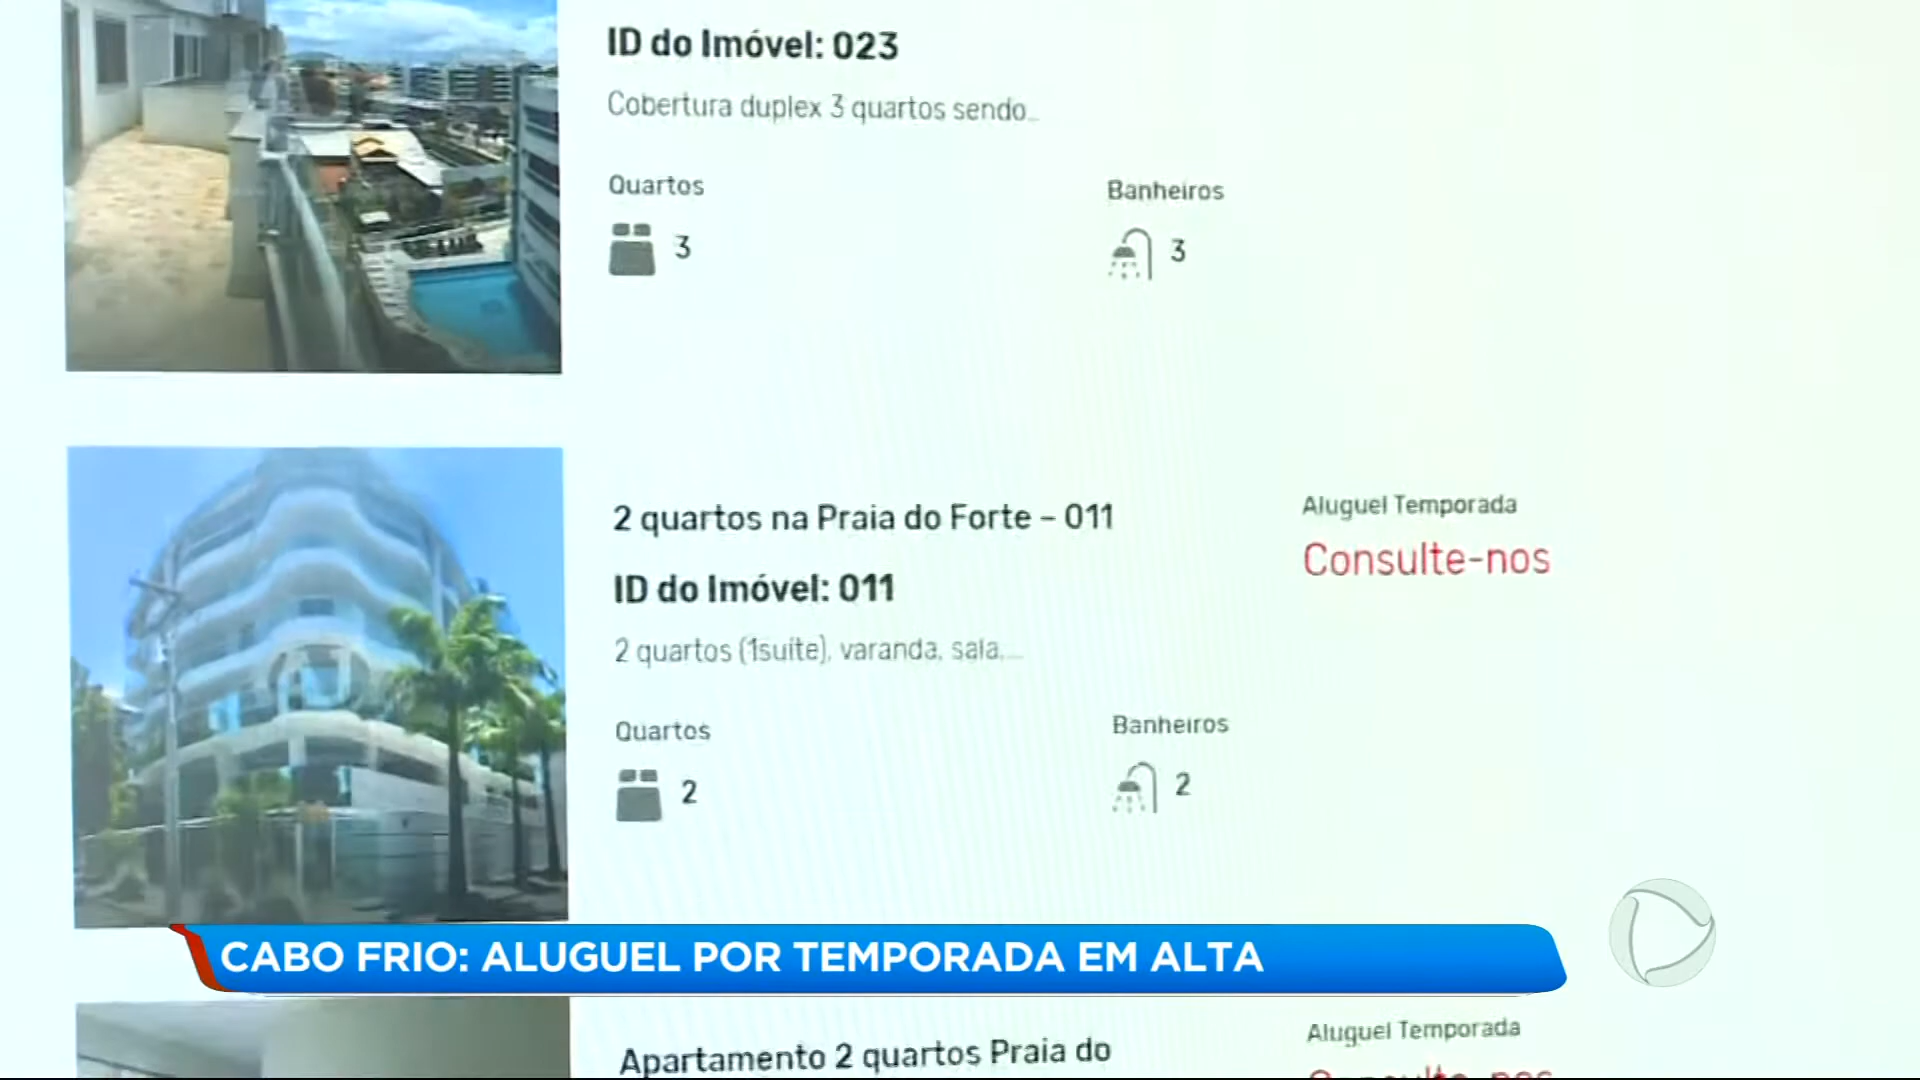 ID do Imóvel: 023
Cobertura duplex 3 quartos sendo...
Quartos
Banheiros
3
3
2 quartos na Praia do Forte – 011
Aluguel Temporada
Consulte-nos
ID do Imóvel: 011
2 quartos (1suíte), varanda, sala,...
Quartos
Banheiros
2
2
CABO FRIO: ALUGUEL POR TEMPORADA EM ALTA
Apartamento 2 quartos Praia do
Aluguel Temporada
Consulte-nos